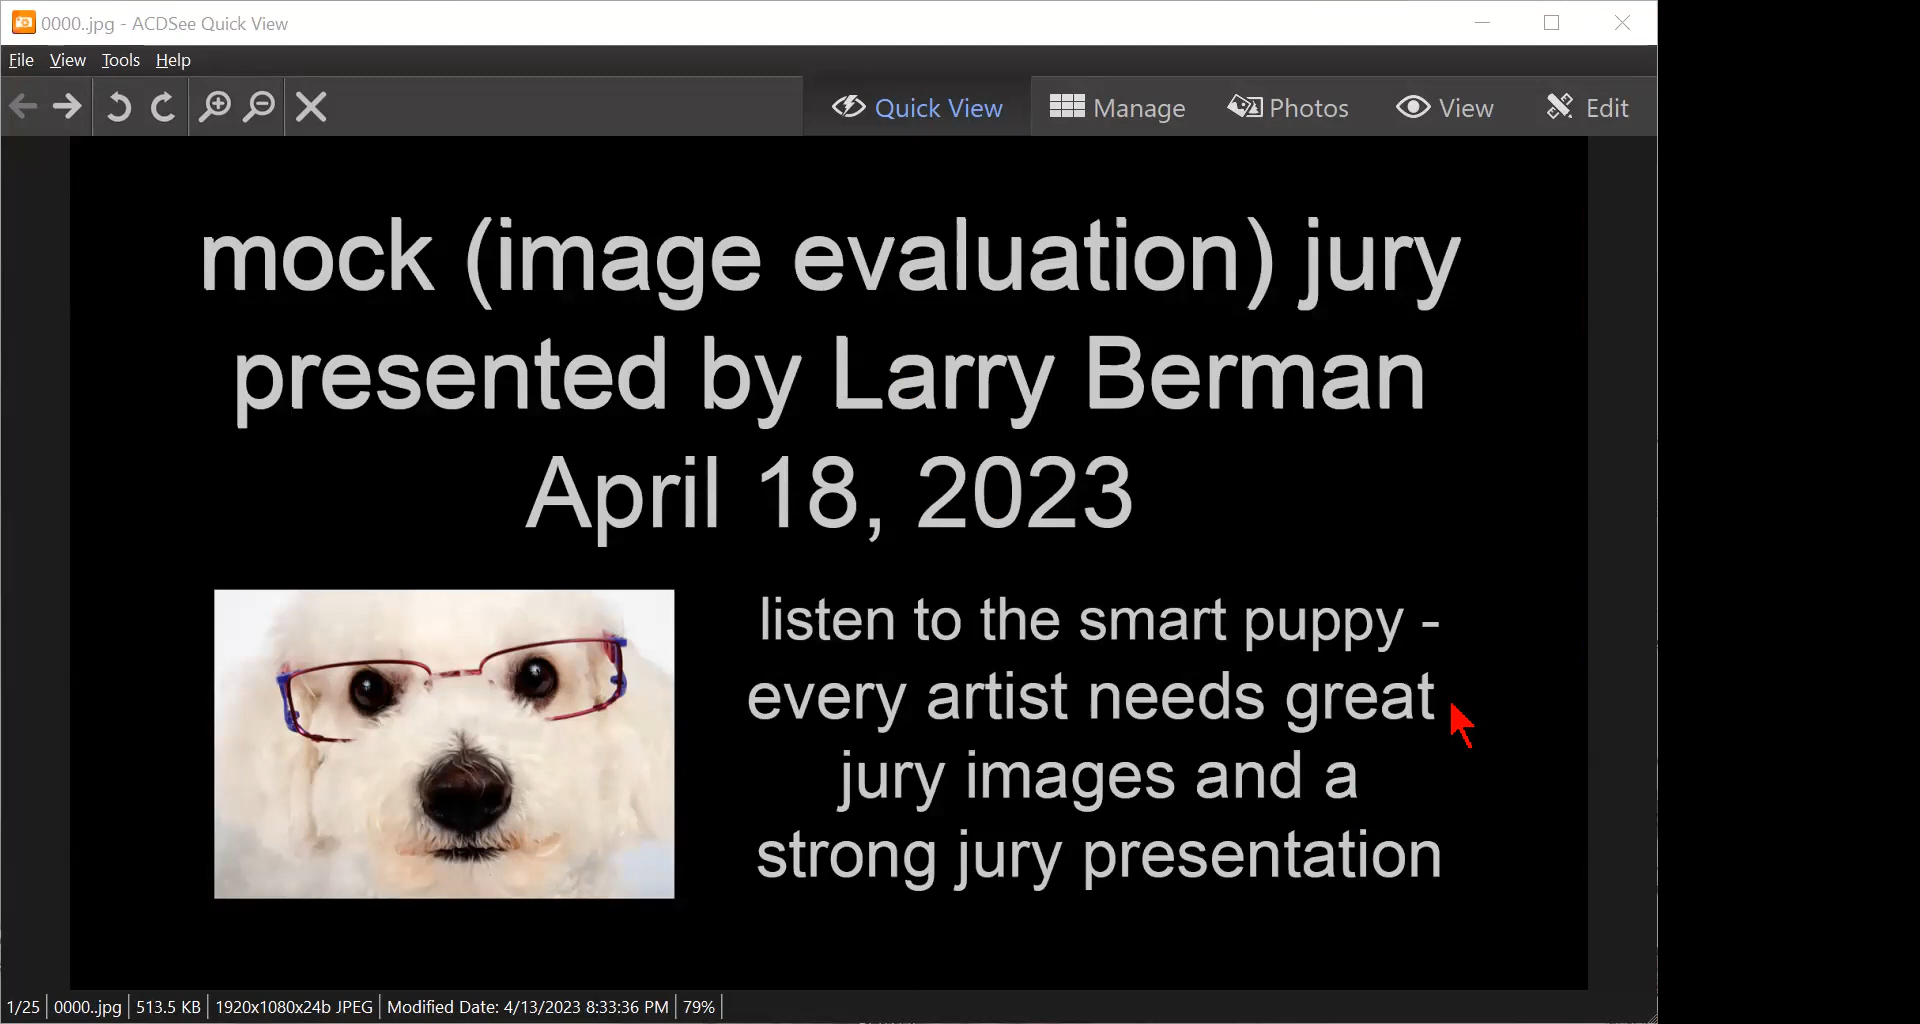 0000..jpg - ACDSee Quick View
File View Tools Help
Quick View Manage Photos View Edit
mock (image evaluation) jury
presented by Larry Berman
April 18, 2023
listen to the smart puppy -
every artist needs great
jury images and a
strong jury presentation
1/25 0000..jpg 513.5 KB 1920x1080x24b JPEG Modified Date: 4/13/2023 8:33:36 PM 79%